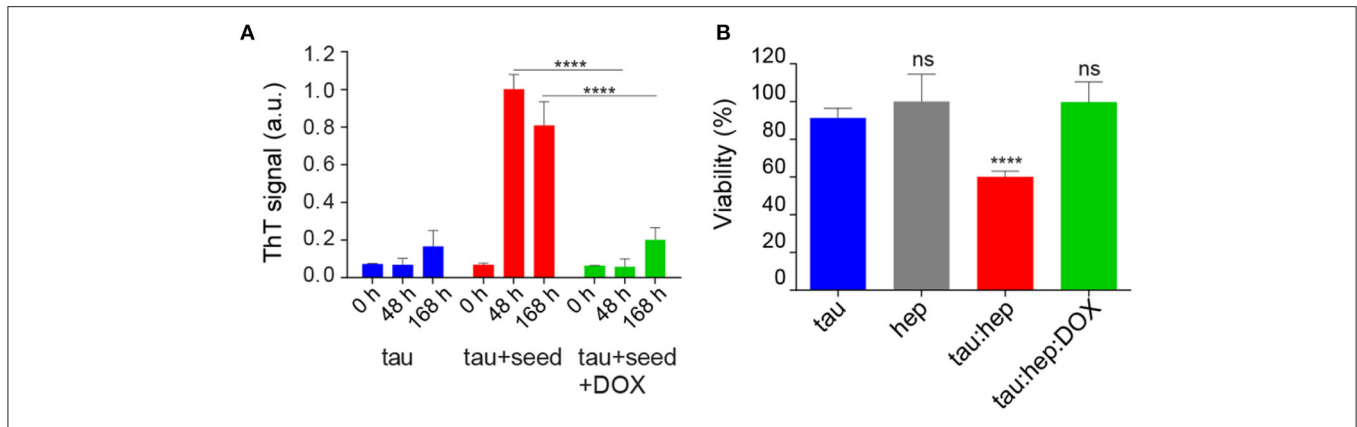 A
ThT signal (a.u.)
1.2
1.0
0.8
0.6
0.4
0.2
0.0
****
****
0 h
48 h
168 h
0 h
48 h
168 h
0 h
48 h
168 h
tau
tau+seed
tau+seed
+DOX
B
Viability (%)
120
100
80
60
40
20
0
ns
****
ns
tau
hep
tau:hep
tau:hep:DOX